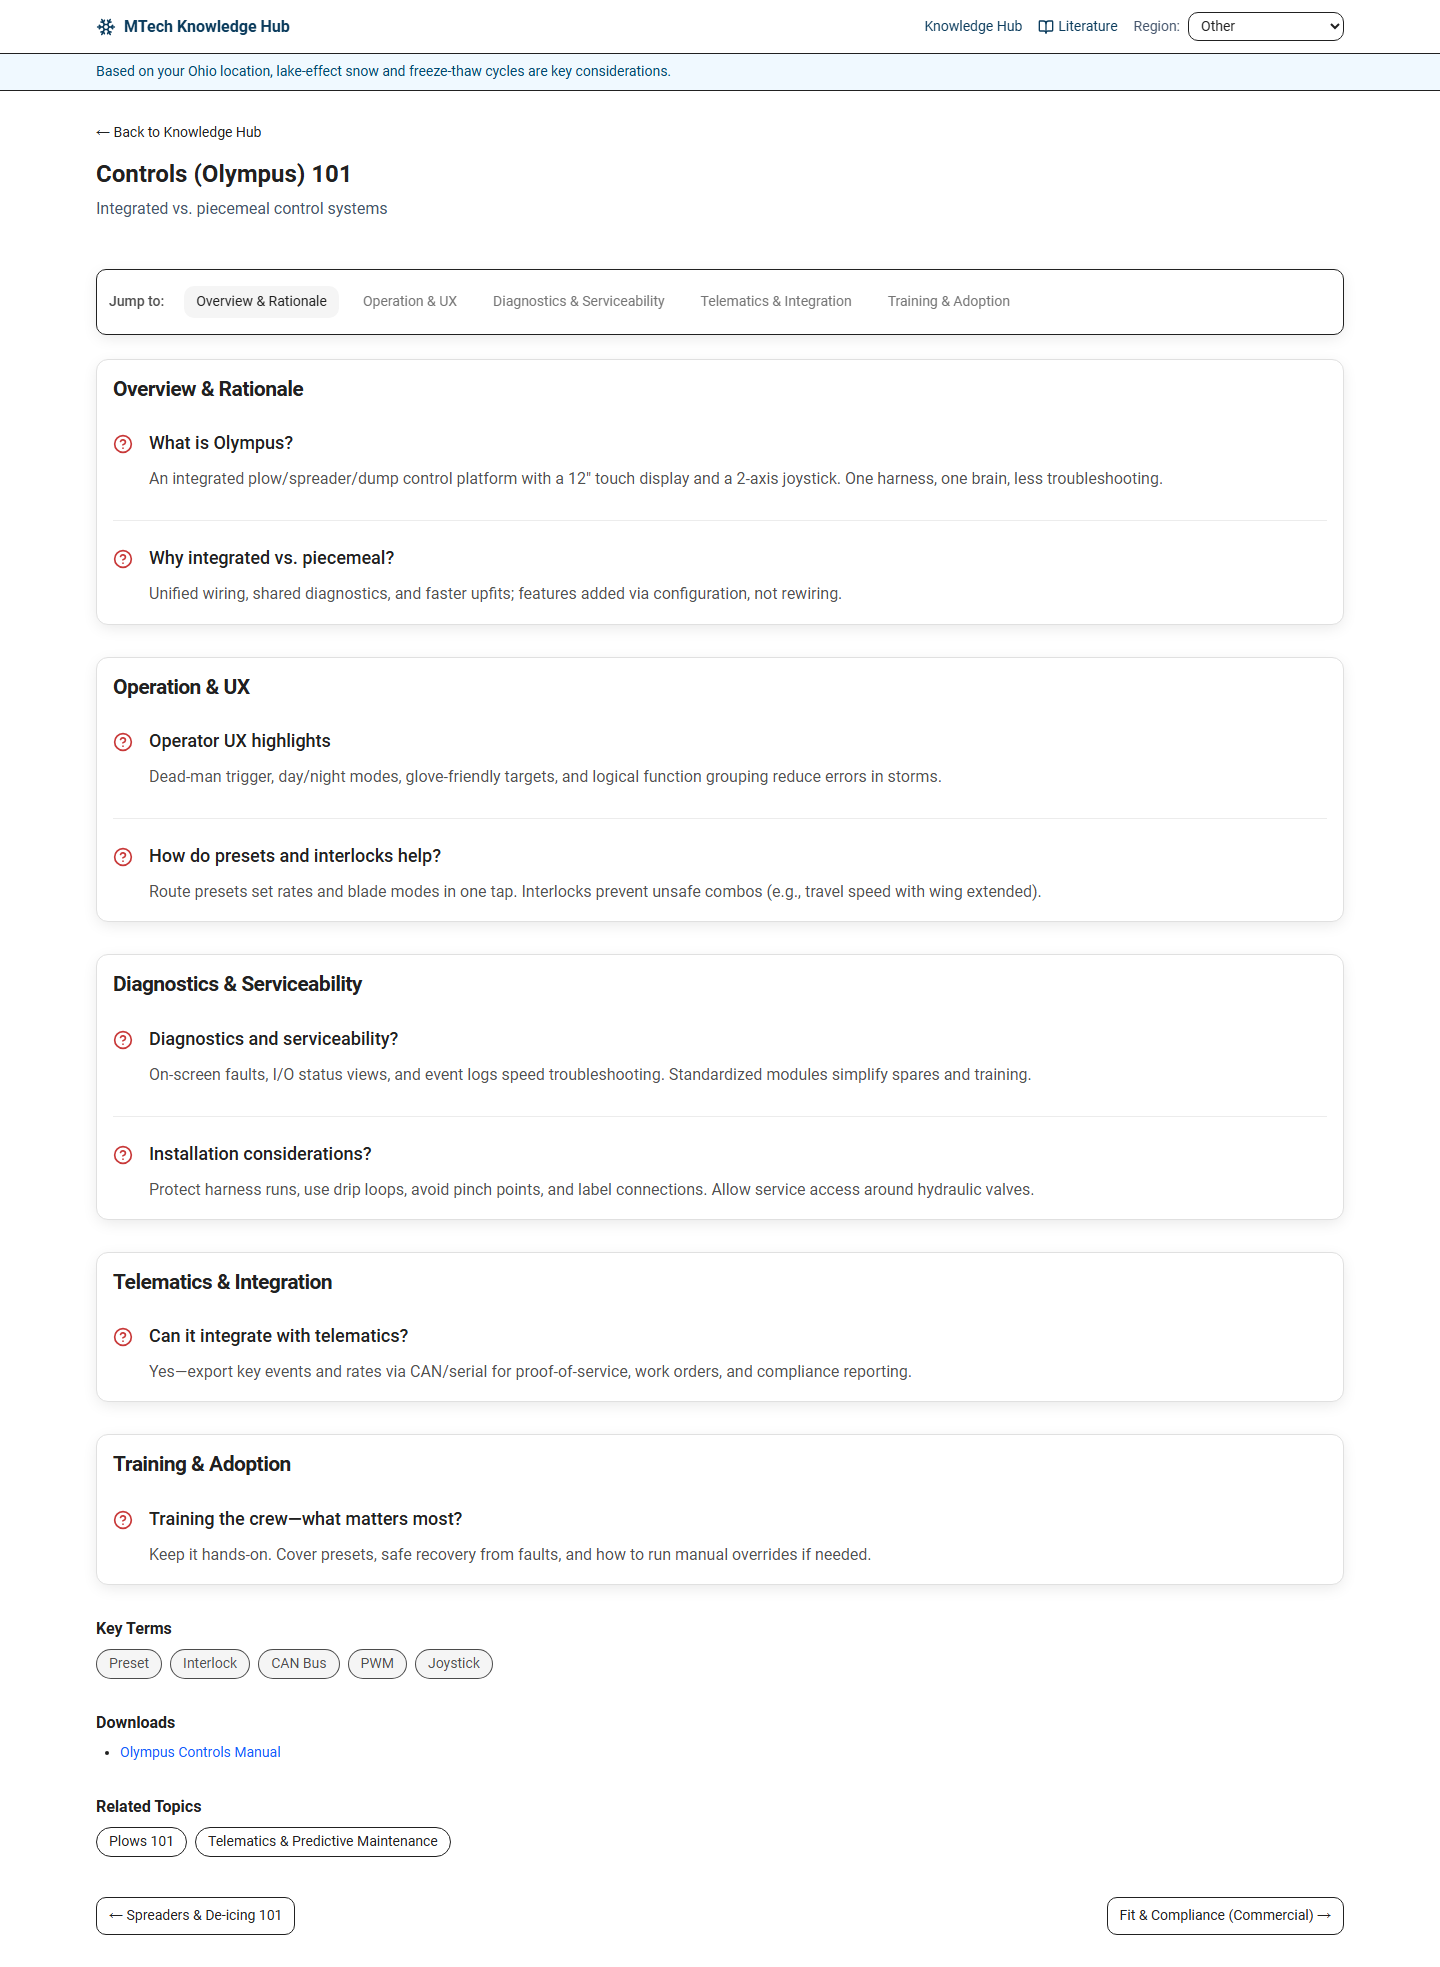 MTech Knowledge Hub
Knowledge Hub
Literature
Region:
Other
Based on your Ohio location, lake-effect snow and freeze-thaw cycles are key considerations.
← Back to Knowledge Hub
Controls (Olympus) 101
Integrated vs. piecemeal control systems
Jump to:
Overview & Rationale
Operation & UX
Diagnostics & Serviceability
Telematics & Integration
Training & Adoption
Overview & Rationale
What is Olympus?
An integrated plow/spreader/dump control platform with a 12" touch display and a 2-axis joystick. One harness, one brain, less troubleshooting.
Why integrated vs. piecemeal?
Unified wiring, shared diagnostics, and faster upfits; features added via configuration, not rewiring.
Operation & UX
Operator UX highlights
Dead-man trigger, day/night modes, glove-friendly targets, and logical function grouping reduce errors in storms.
How do presets and interlocks help?
Route presets set rates and blade modes in one tap. Interlocks prevent unsafe combos (e.g., travel speed with wing extended).
Diagnostics & Serviceability
Diagnostics and serviceability?
On-screen faults, I/O status views, and event logs speed troubleshooting. Standardized modules simplify spares and training.
Installation considerations?
Protect harness runs, use drip loops, avoid pinch points, and label connections. Allow service access around hydraulic valves.
Telematics & Integration
Can it integrate with telematics?
Yes—export key events and rates via CAN/serial for proof-of-service, work orders, and compliance reporting.
Training & Adoption
Training the crew—what matters most?
Keep it hands-on. Cover presets, safe recovery from faults, and how to run manual overrides if needed.
Key Terms
Preset
Interlock
CAN Bus
PWM
Joystick
Downloads
• Olympus Controls Manual
Related Topics
Plows 101
Telematics & Predictive Maintenance
← Spreaders & De-icing 101
Fit & Compliance (Commercial) →